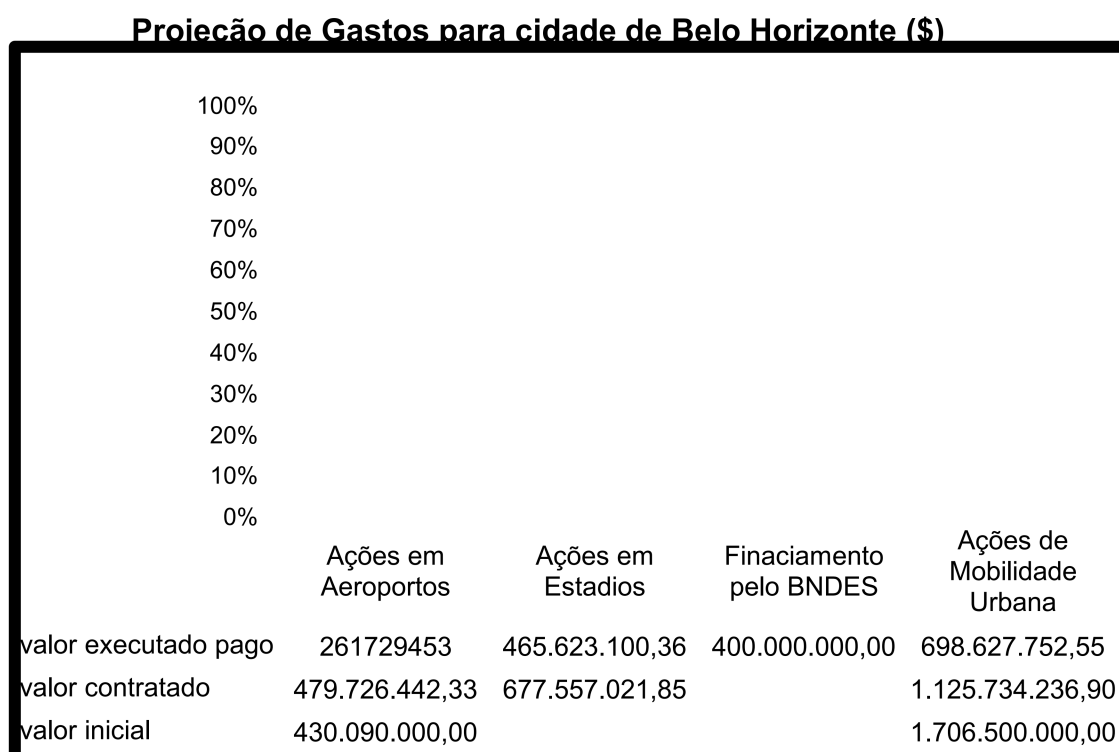 Projeção de Gastos para cidade de Belo Horizonte ($)
100%
90%
80%
70%
60%
50%
40%
30%
20%
10%
0%
Ações em Aeroportos
Ações em Estadios
Finaciamento pelo BNDES
Ações de Mobilidade Urbana
valor executado pago 261729453 465.623.100,36 400.000.000,00 698.627.752,55
valor contratado 479.726.442,33 677.557.021,85 1.125.734.236,90
valor inicial 430.090.000,00 1.706.500.000,00